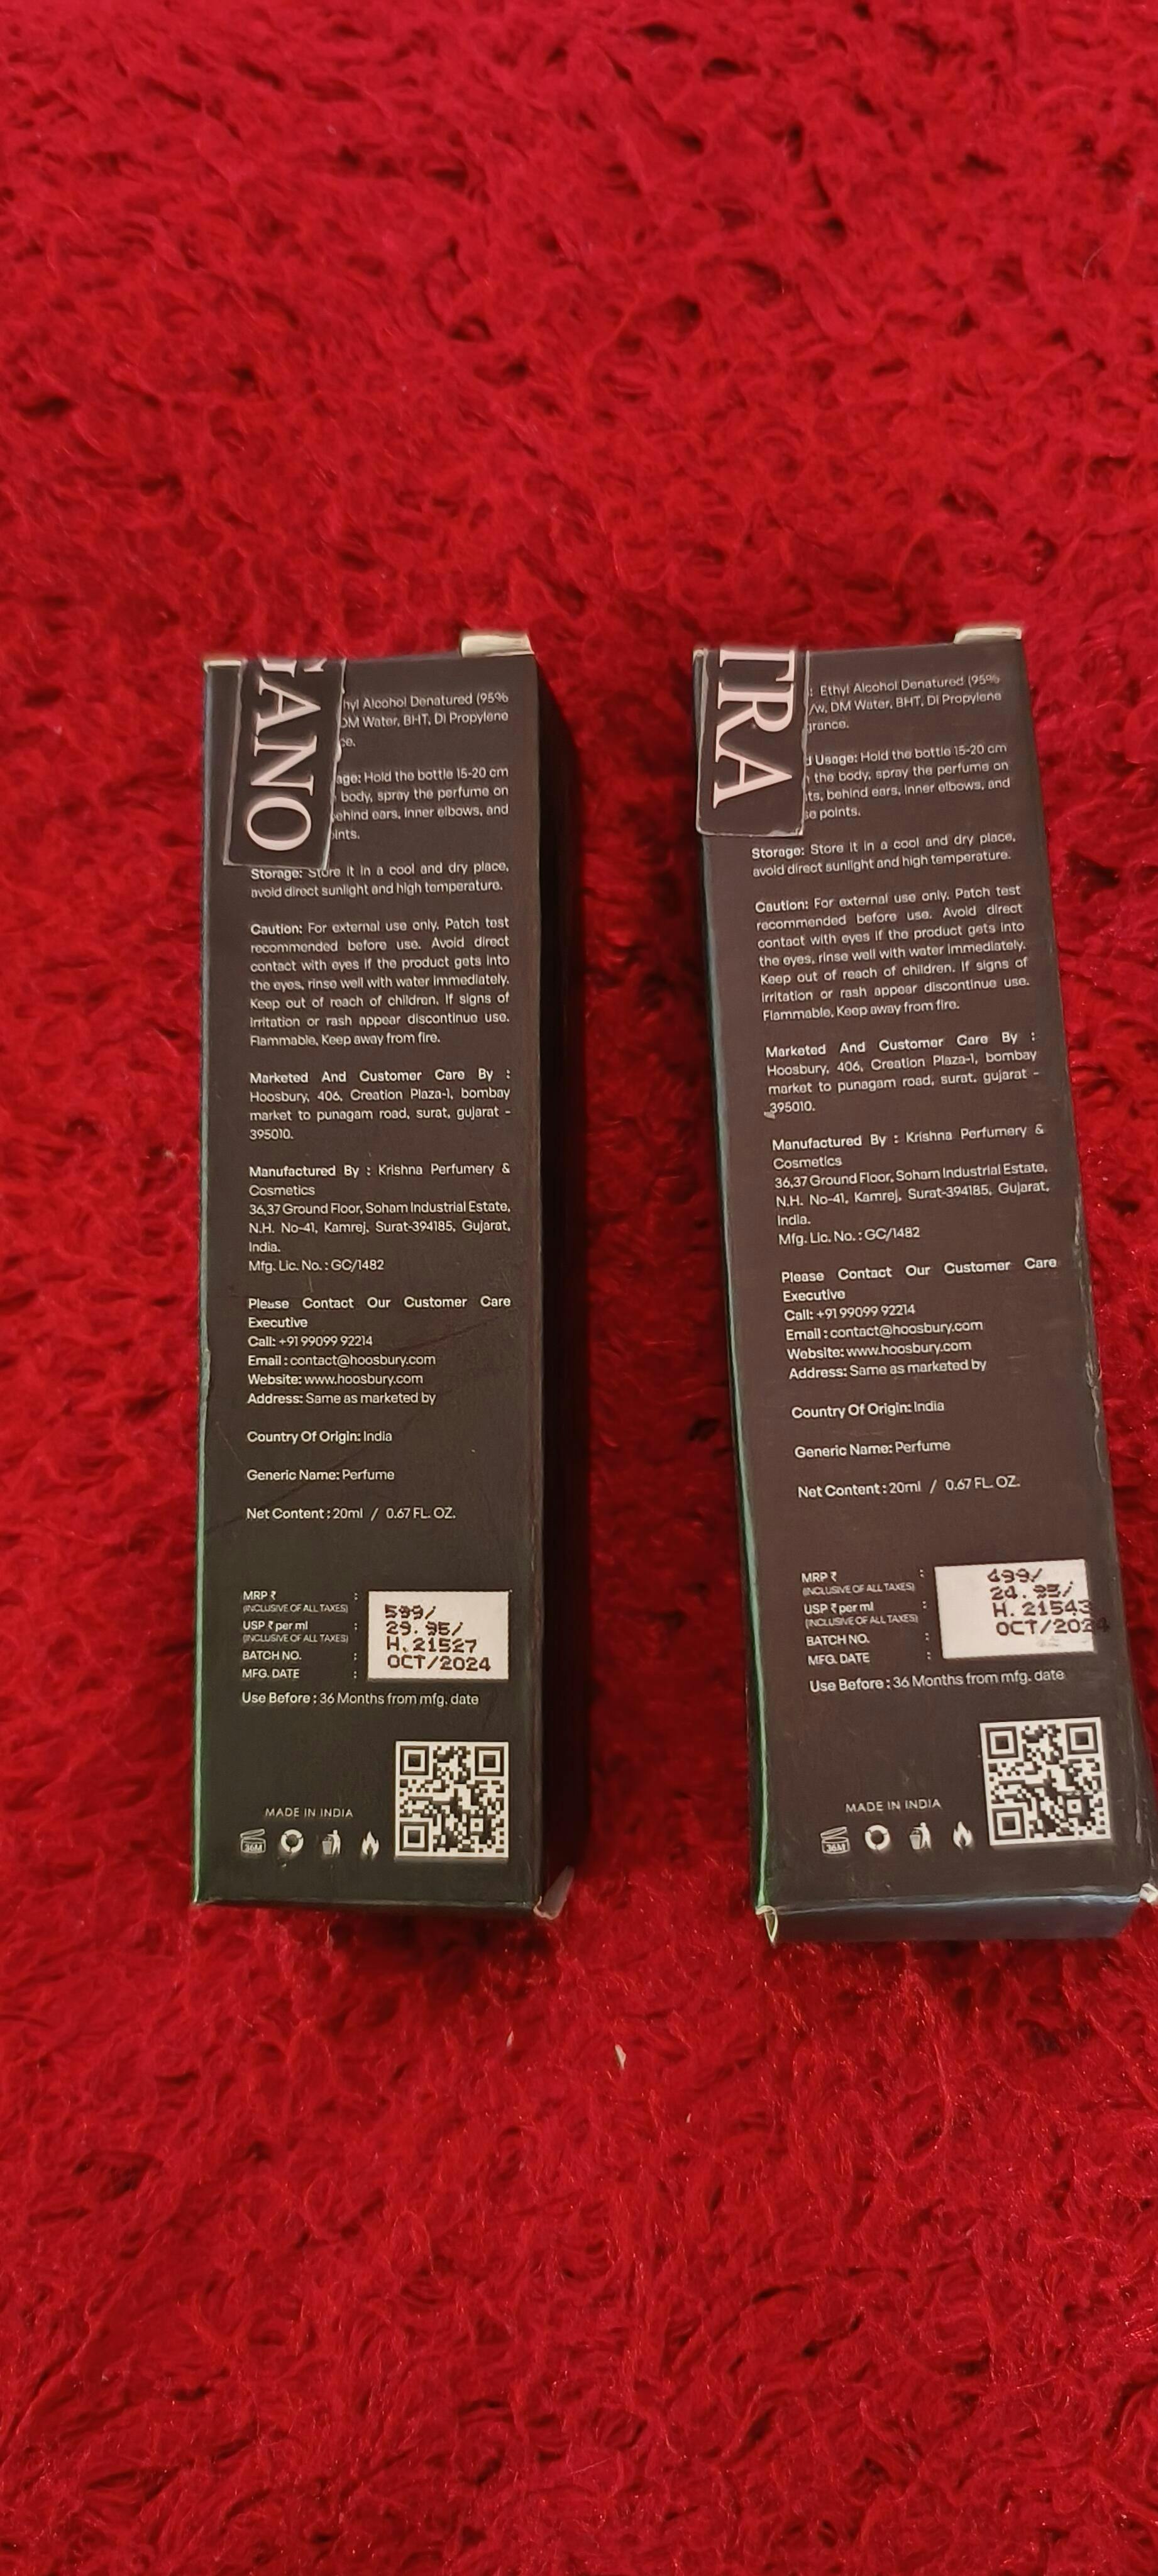 GANO
hyl Alcohol Denatured (95%
DM Water, BHT, Di Propylene
ce.
age: Hold the bottle 15-20 cm
body, spray the perfume on
behind ears, inner elbows, and
ints.
Storage: Store it in a cool and dry place,
avoid direct sunlight and high temperature.
Caution: For external use only. Patch test
recommended before use. Avoid direct
contact with eyes if the product gets into
the eyes, rinse well with water immediately.
Keep out of reach of children. If signs of
irritation or rash appear discontinue use.
Flammable, Keep away from fire.
Marketed And Customer Care By :
Hoosbury, 406, Creation Plaza-1, bombay
market to punagam road, surat, gujarat -
395010.
Manufactured By : Krishna Perfumery &
Cosmetics
36,37 Ground Floor, Soham Industrial Estate,
N.H. No-41, Kamrej, Surat-394185, Gujarat,
India.
Mfg. Lic. No. : GC/1482
Please Contact Our Customer Care
Executive
Call: +91 99099 92214
Email : contact@hoosbury.com
Website: www.hoosbury.com
Address: Same as marketed by
Country Of Origin: India
Generic Name: Perfume
Net Content : 20ml / 0.67 FL. OZ.
MRP ₹ : 599/
(INCLUSIVE OF ALL TAXES)
USP ₹ per ml : 29.95/
(INCLUSIVE OF ALL TAXES)
BATCH NO. : H.21527
MFG. DATE : OCT/2024
Use Before : 36 Months from mfg. date
MADE IN INDIA
36M
TRA
: Ethyl Alcohol Denatured (95%
/w, DM Water, BHT, Di Propylene
grance.
d Usage: Hold the bottle 15-20 cm
the body, spray the perfume on
ts, behind ears, inner elbows, and
se points.
Storage: Store it in a cool and dry place,
avoid direct sunlight and high temperature.
Caution: For external use only. Patch test
recommended before use. Avoid direct
contact with eyes if the product gets into
the eyes, rinse well with water immediately.
Keep out of reach of children. If signs of
irritation or rash appear discontinue use.
Flammable, Keep away from fire.
Marketed And Customer Care By :
Hoosbury, 406, Creation Plaza-1, bombay
market to punagam road, surat, gujarat -
395010.
Manufactured By : Krishna Perfumery &
Cosmetics
36,37 Ground Floor, Soham Industrial Estate,
N.H. No-41, Kamrej, Surat-394185, Gujarat,
India.
Mfg. Lic. No. : GC/1482
Please Contact Our Customer Care
Executive
Call: +91 99099 92214
Email : contact@hoosbury.com
Website: www.hoosbury.com
Address: Same as marketed by
Country Of Origin: India
Generic Name: Perfume
Net Content : 20ml / 0.67 FL. OZ.
MRP ₹ : 499/
(INCLUSIVE OF ALL TAXES)
USP ₹ per ml : 24.95/
(INCLUSIVE OF ALL TAXES)
BATCH NO. : H.21543
MFG. DATE : OCT/2024
Use Before : 36 Months from mfg. date
MADE IN INDIA
36M